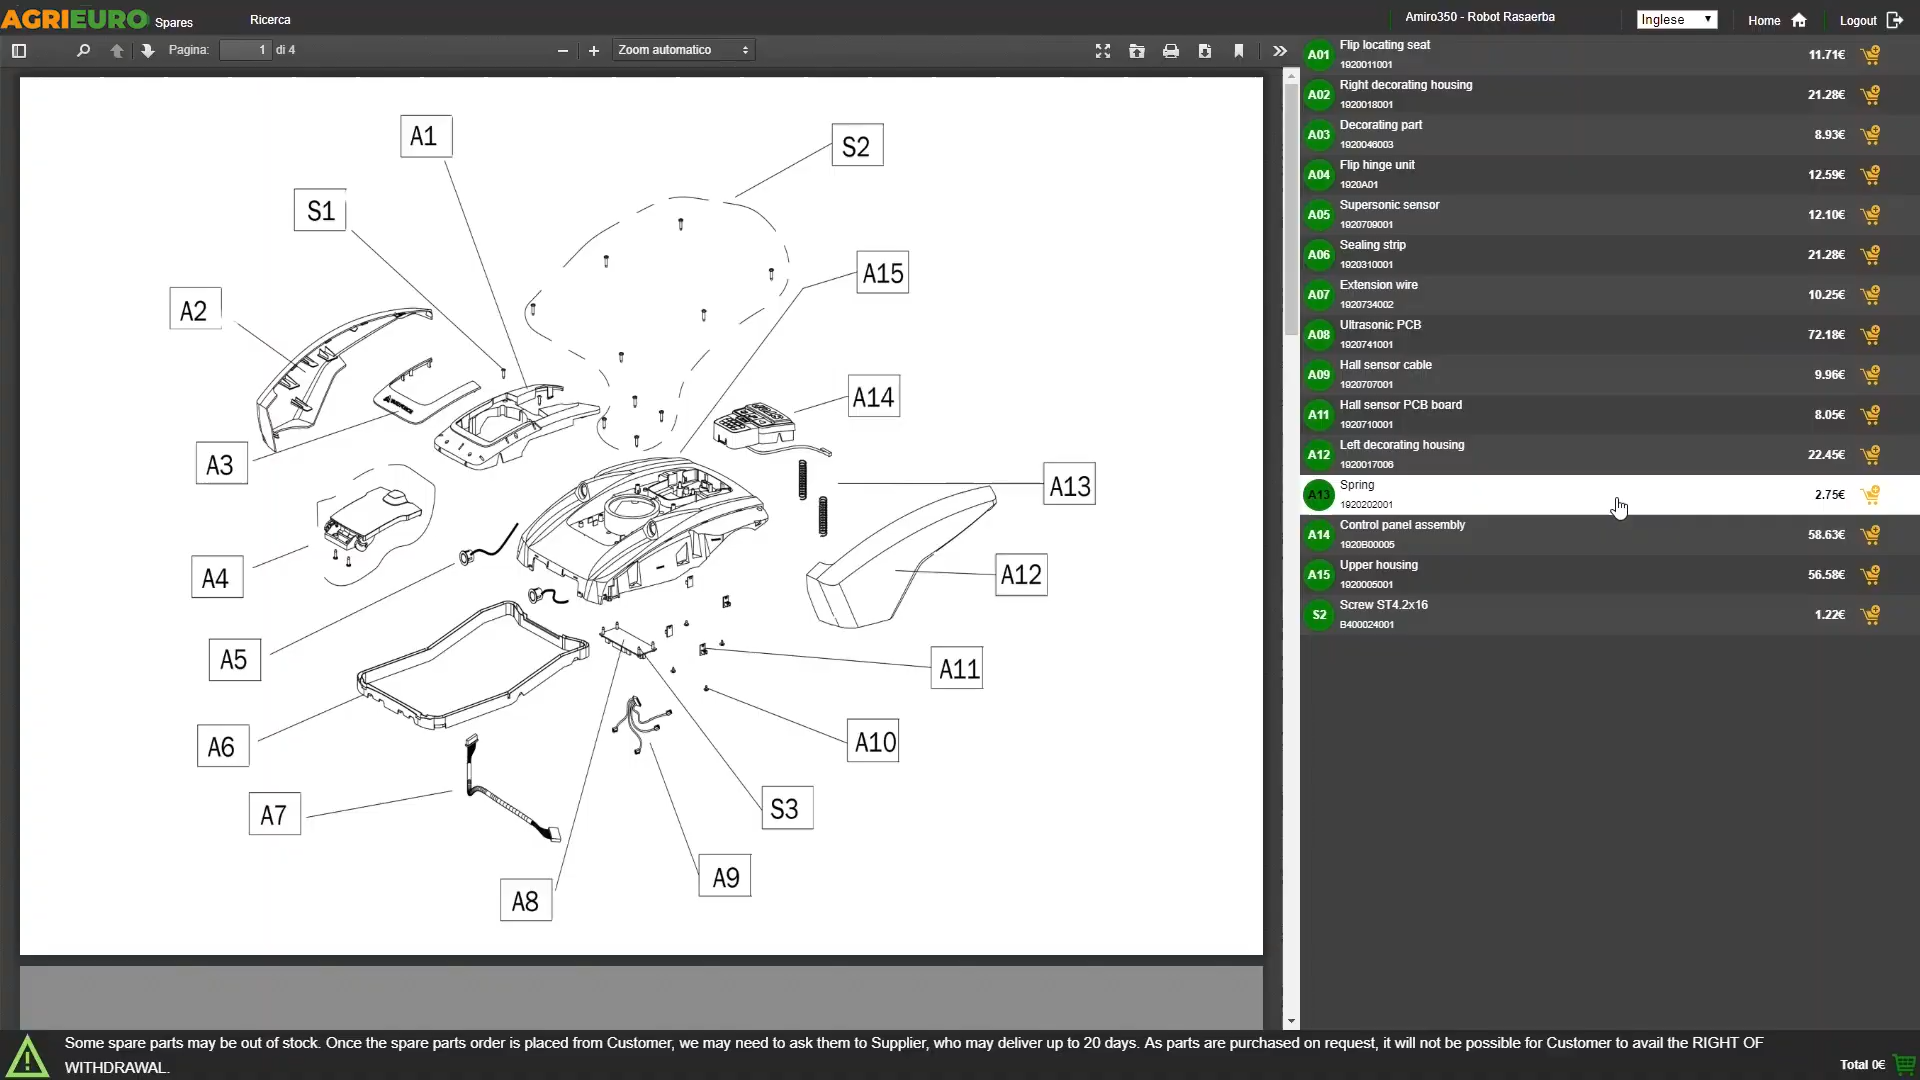 AGRIEURO Spares
Ricerca
Amiro350 - Robot Rasaerba
Inglese
Home
Logout
Pagina: 1 di 4
Zoom automatico
A1
S2
S1
A15
A2
A14
A3
A13
A4
A12
A5
A11
A6
A10
A7
S3
A9
A8
A01 Flip locating seat 11.71€
1920011001
A02 Right decorating housing 21.28€
1920018001
A03 Decorating part 8.93€
1920046003
A04 Flip hinge unit 12.59€
1920A01
A05 Supersonic sensor 12.10€
1920709001
A06 Sealing strip 21.28€
1920310001
A07 Extension wire 10.25€
1920734002
A08 Ultrasonic PCB 72.18€
1920741001
A09 Hall sensor cable 9.96€
1920707001
A11 Hall sensor PCB board 8.05€
1920710001
A12 Left decorating housing 22.45€
1920017006
A13 Spring 2.75€
1920202001
A14 Control panel assembly 58.63€
1920B00005
A15 Upper housing 56.58€
1920005001
S2 Screw ST4.2x16 1.22€
B400024001
Some spare parts may be out of stock. Once the spare parts order is placed from Customer, we may need to ask them to Supplier, who may deliver up to 20 days. As parts are purchased on request, it will not be possible for Customer to avail the RIGHT OF
WITHDRAWAL.
Total 0€